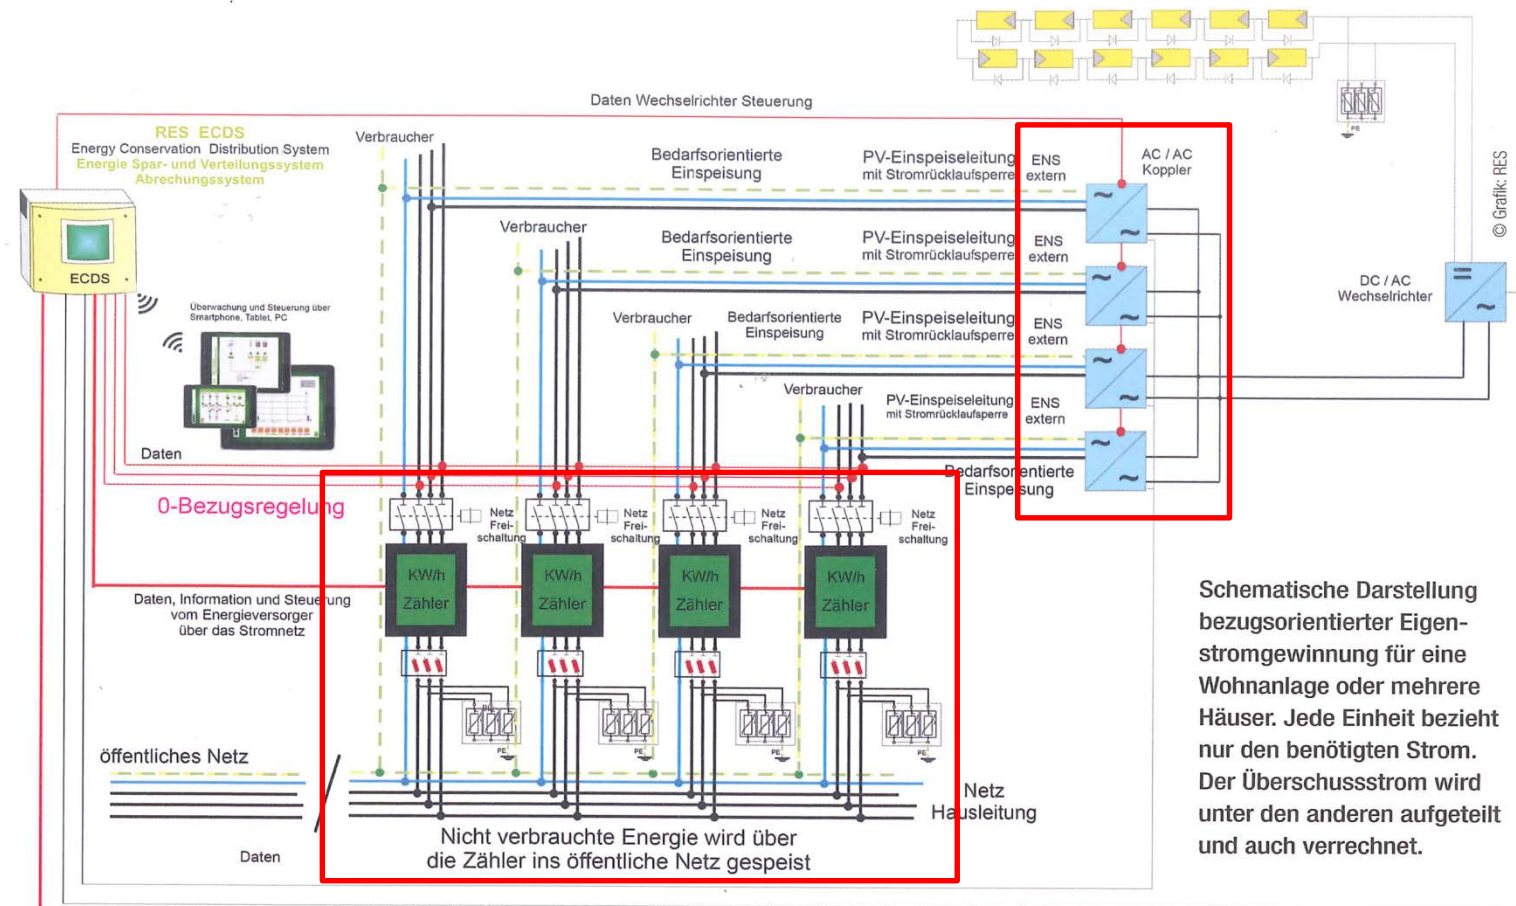 Daten Wechselrichter Steuerung
RES ECDS
Energy Conservation Distribution System
Energie Spar- und Verteilungssystem
Abrechungssystem
ECDS
Überwachung und Steuerung über
Smartphone, Tablet, PC
Verbraucher
Bedarfsorientierte
Einspeisung
PV-Einspeiseleitung
mit Stromrücklaufsperre
ENS
extern
AC / AC
Koppler
Verbraucher
Bedarfsorientierte
Einspeisung
PV-Einspeiseleitung
mit Stromrücklaufsperre
ENS
extern
Verbraucher
Bedarfsorientierte
Einspeisung
PV-Einspeiseleitung
mit Stromrücklaufsperre
ENS
extern
Verbraucher
PV-Einspeiseleitung
mit Stromrücklaufsperre
ENS
extern
Bedarfsorientierte
Einspeisung
PE
© Grafik: RES
DC / AC
Wechselrichter
Daten
0-Bezugsregelung
Netz
Frei-
schaltung
Netz
Frei-
schaltung
Netz
Frei-
schaltung
Netz
Frei-
schaltung
KW/h
Zähler
KW/h
Zähler
KW/h
Zähler
KW/h
Zähler
Daten, Information und Steuerung
vom Energieversorger
über das Stromnetz
PE
PE
PE
PE
öffentliches Netz
Netz
Hausleitung
Nicht verbrauchte Energie wird über
die Zähler ins öffentliche Netz gespeist
Daten
Schematische Darstellung
bezugsorientierter Eigen-
stromgewinnung für eine
Wohnanlage oder mehrere
Häuser. Jede Einheit bezieht
nur den benötigten Strom.
Der Überschussstrom wird
unter den anderen aufgeteilt
und auch verrechnet.